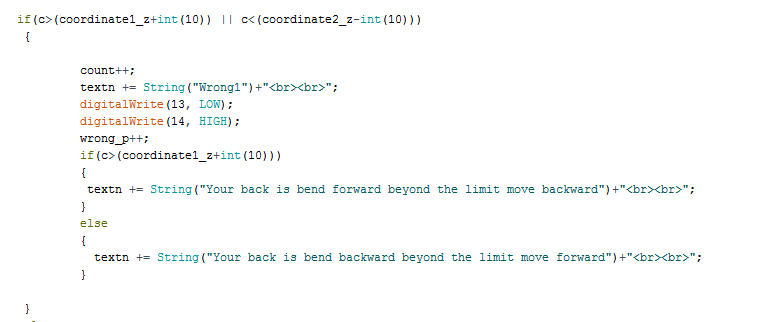 if(c>(coordinate1_z+int(10)) || c<(coordinate2_z-int(10)))
{
count++;
textn += String("Wrong1")+"<br><br>";
digitalWrite(13, LOW);
digitalWrite(14, HIGH);
wrong_p++;
if(c>(coordinate1_z+int(10)))
{
textn += String("Your back is bend forward beyond the limit move backward")+"<br><br>";
}
else
{
textn += String("Your back is bend backward beyond the limit move forward")+"<br><br>";
}
}